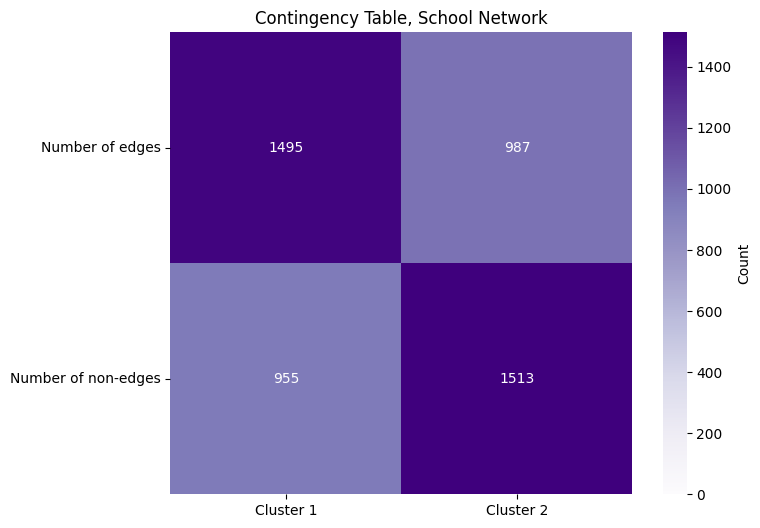 Contingency Table, School Network
Number of edges
1495
987
Number of non-edges
955
1513
Cluster 1
Cluster 2
1400
1200
1000
800
600
400
200
0
Count